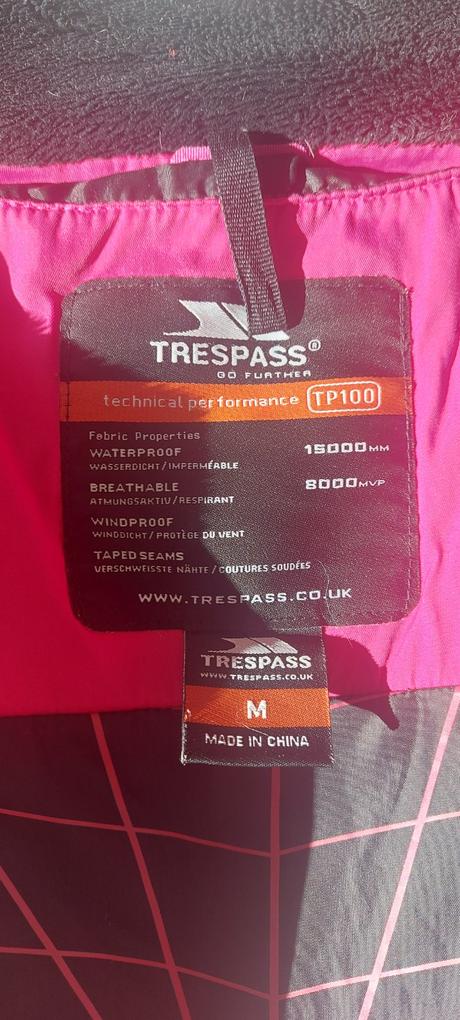 TRESPASS®
GO FURTHER
technical performance TP100
Fabric Properties
WATERPROOF 15000MM
WASSERDICHT/IMPERMÉABLE
BREATHABLE 8000MVP
ATMUNGSAKTIV/RESPIRANT
WINDPROOF
WINDDICHT/PROTÈGE DU VENT
TAPED SEAMS
VERSCHWEISSTE NÄHTE/COUTURES SOUDÉES
WWW.TRESPASS.CO.UK
TRESPASS
WWW.TRESPASS.CO.UK
M
MADE IN CHINA